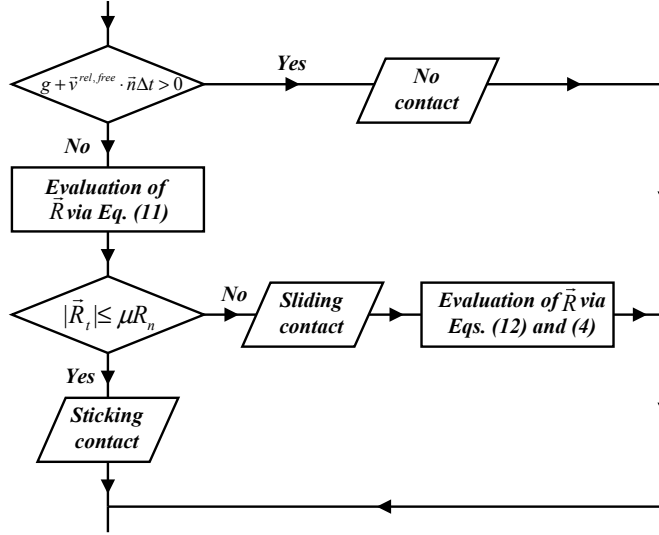 Yes
g + v⃗^{rel,free} · n⃗Δt > 0
No
contact
No
Evaluation of
R⃗ via Eq. (11)
|R⃗_t| ≤ μR_n
No
Sliding
contact
Evaluation of R⃗ via
Eqs. (12) and (4)
Yes
Sticking
contact